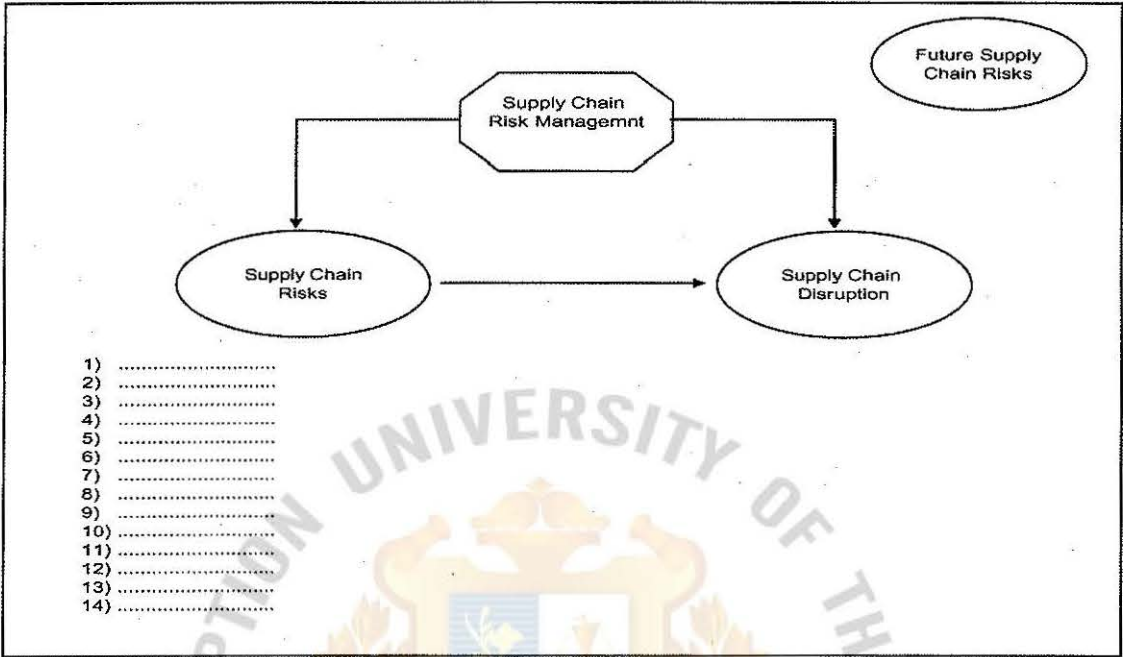 Future Supply
Chain Risks
Supply Chain
Risk Managemnt
Supply Chain
Risks
Supply Chain
Disruption
1) ..........................
2) ..........................
3) ..........................
4) ..........................
5) ..........................
6) ..........................
7) ..........................
8) ..........................
9) ..........................
10) ..........................
11) ..........................
12) ..........................
13) ..........................
14) ..........................
PTION UNIVERSITY OF TH